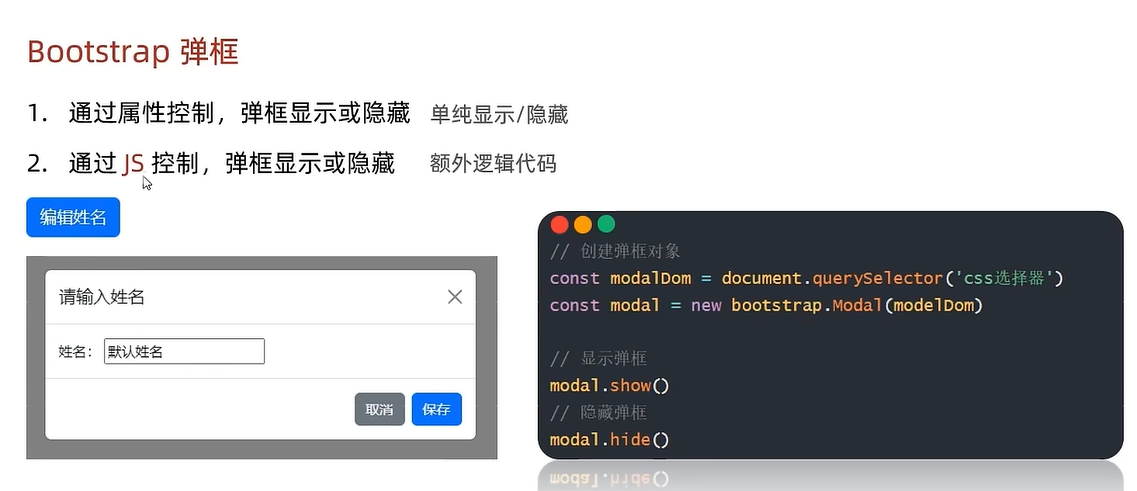 Bootstrap 弹框
1. 通过属性控制，弹框显示或隐藏 单纯显示/隐藏
2. 通过 JS 控制，弹框显示或隐藏 额外逻辑代码
编辑姓名
请输入姓名
姓名： 默认姓名
取消 保存
// 创建弹框对象
const modalDom = document.querySelector('css选择器')
const modal = new bootstrap.Modal(modelDom)
// 显示弹框
modal.show()
// 隐藏弹框
modal.hide()